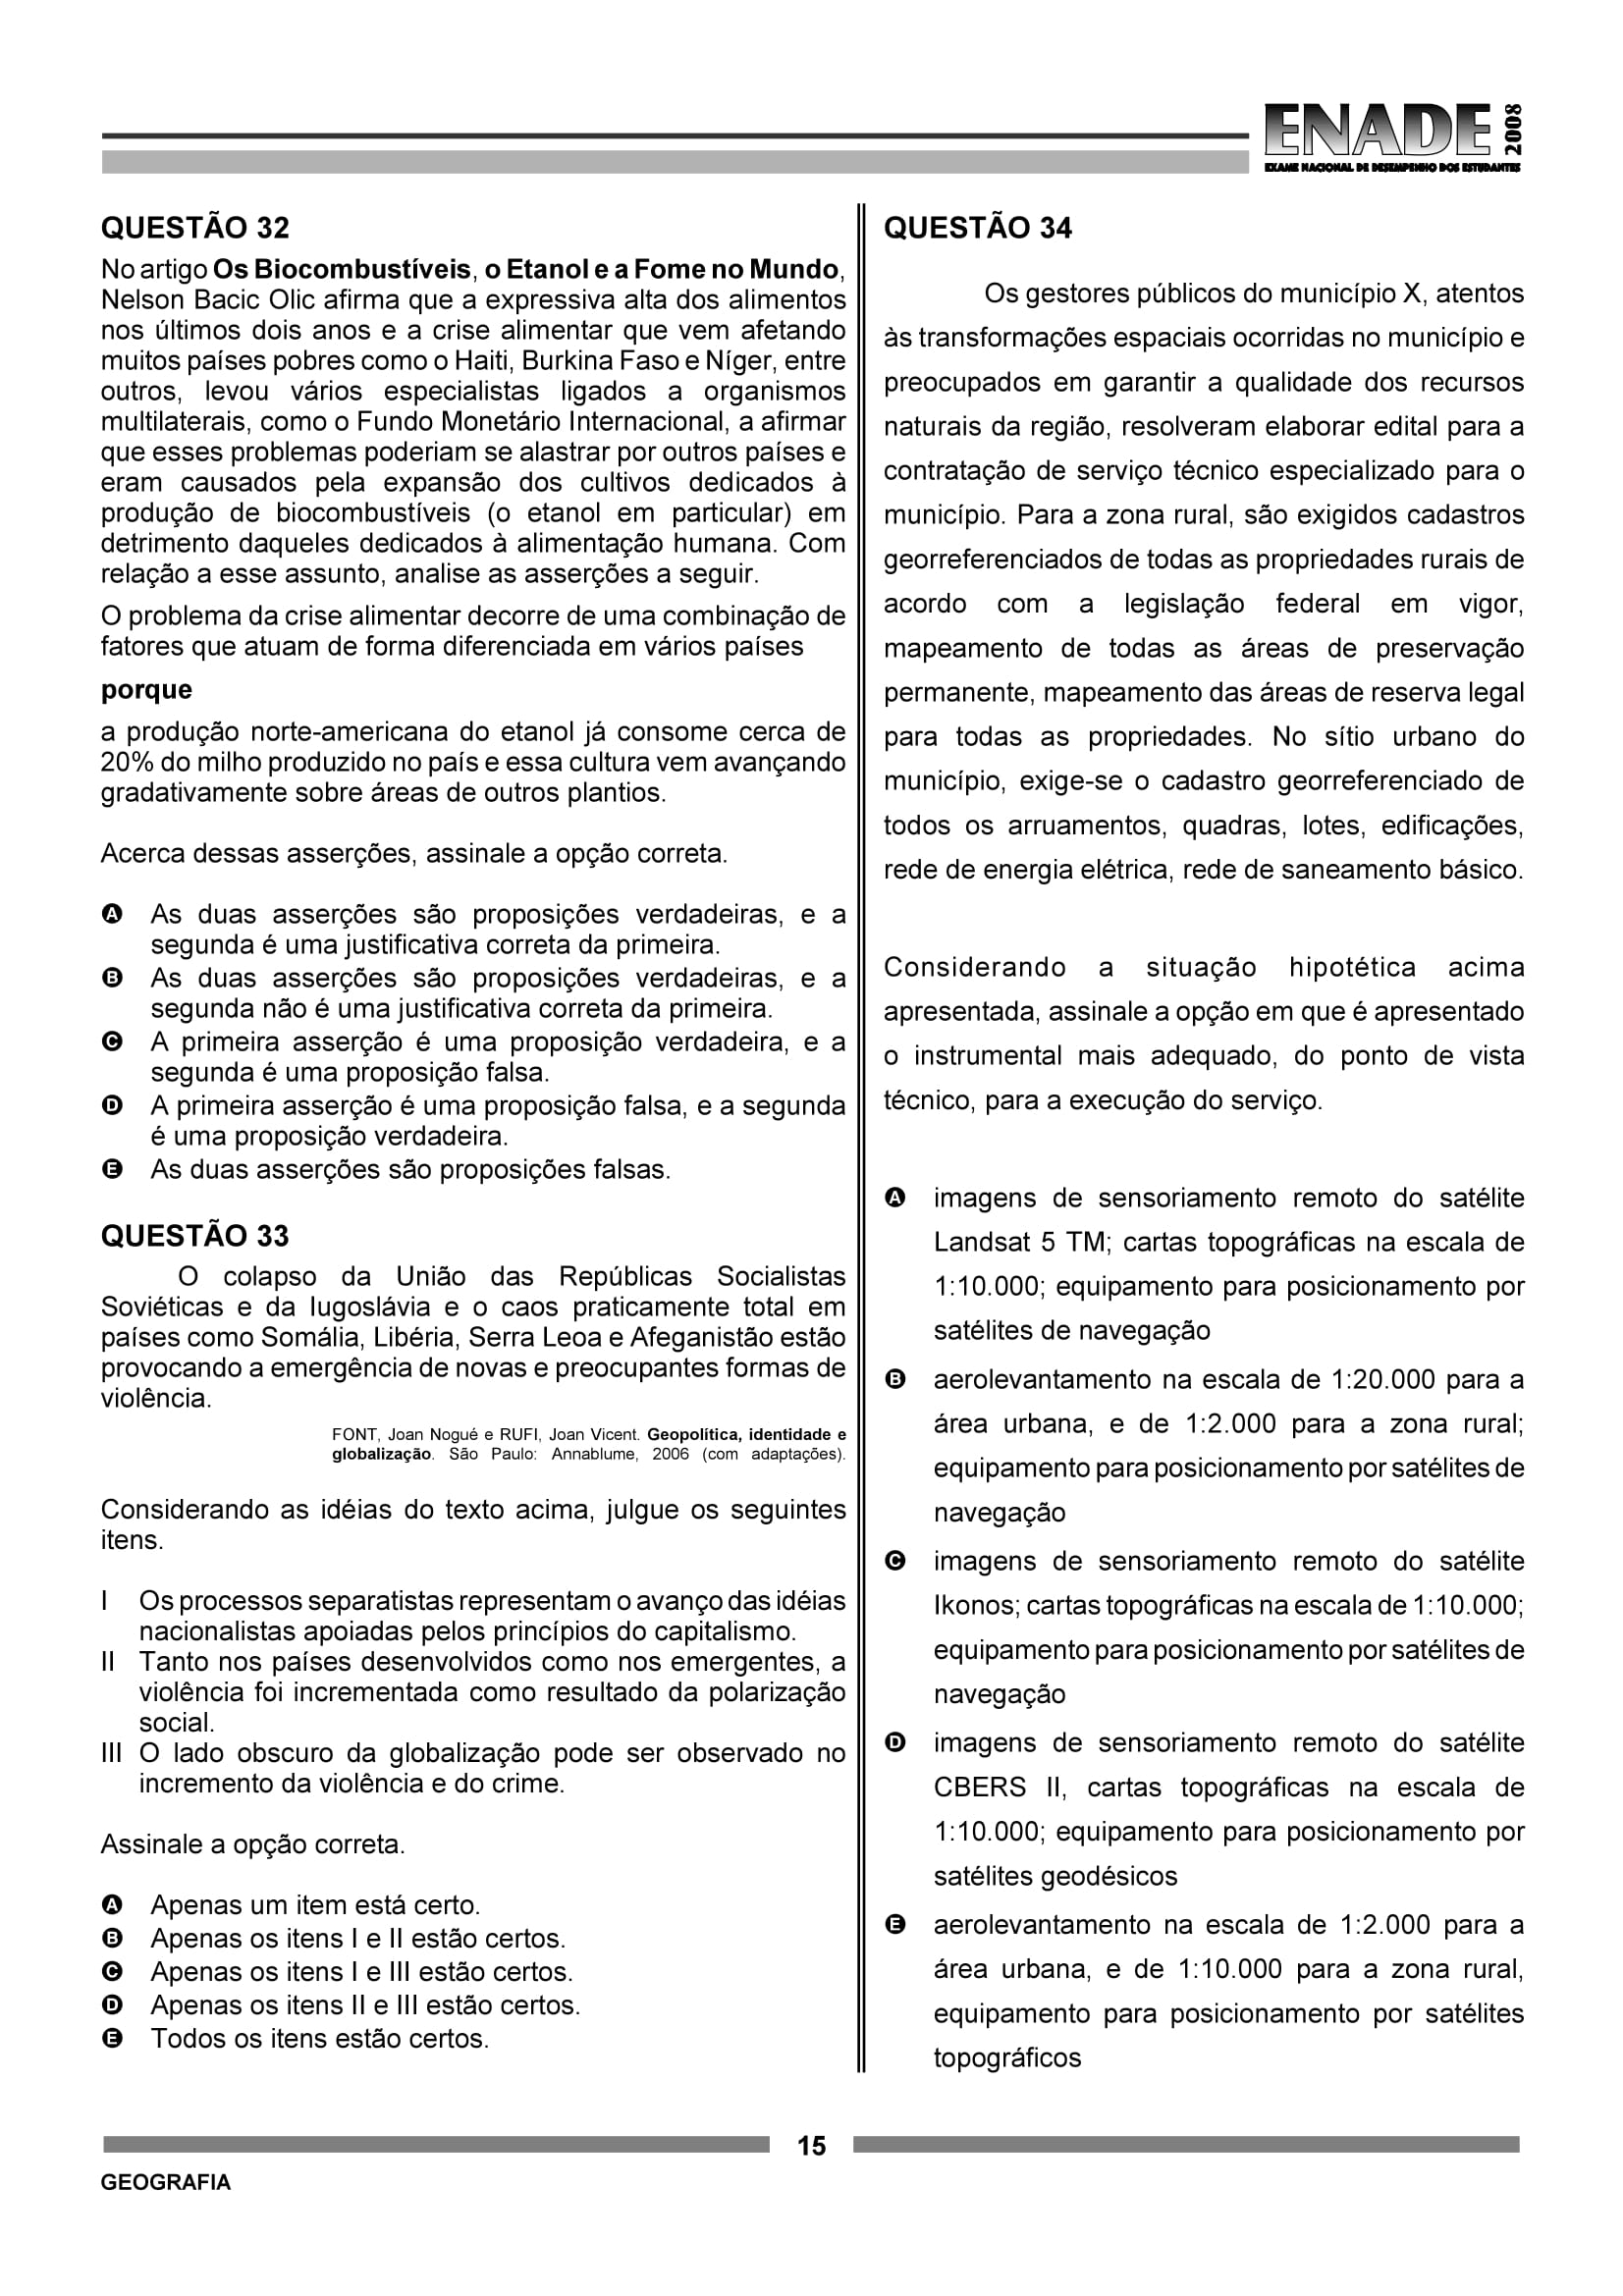 ENADE 2008
EXAME NACIONAL DE DESEMPENHO DOS ESTUDANTES
QUESTÃO 32
No artigo Os Biocombustíveis, o Etanol e a Fome no Mundo,
Nelson Bacic Olic afirma que a expressiva alta dos alimentos
nos últimos dois anos e a crise alimentar que vem afetando
muitos países pobres como o Haiti, Burkina Faso e Níger, entre
outros, levou vários especialistas ligados a organismos
multilaterais, como o Fundo Monetário Internacional, a afirmar
que esses problemas poderiam se alastrar por outros países e
eram causados pela expansão dos cultivos dedicados à
produção de biocombustíveis (o etanol em particular) em
detrimento daqueles dedicados à alimentação humana. Com
relação a esse assunto, analise as asserções a seguir.
O problema da crise alimentar decorre de uma combinação de
fatores que atuam de forma diferenciada em vários países
porque
a produção norte-americana do etanol já consome cerca de
20% do milho produzido no país e essa cultura vem avançando
gradativamente sobre áreas de outros plantios.
Acerca dessas asserções, assinale a opção correta.
A As duas asserções são proposições verdadeiras, e a
segunda é uma justificativa correta da primeira.
B As duas asserções são proposições verdadeiras, e a
segunda não é uma justificativa correta da primeira.
C A primeira asserção é uma proposição verdadeira, e a
segunda é uma proposição falsa.
D A primeira asserção é uma proposição falsa, e a segunda
é uma proposição verdadeira.
E As duas asserções são proposições falsas.
QUESTÃO 33
O colapso da União das Repúblicas Socialistas
Soviéticas e da Iugoslávia e o caos praticamente total em
países como Somália, Libéria, Serra Leoa e Afeganistão estão
provocando a emergência de novas e preocupantes formas de
violência.
FONT, Joan Nogué e RUFI, Joan Vicent. Geopolítica, identidade e
globalização. São Paulo: Annablume, 2006 (com adaptações).
Considerando as idéias do texto acima, julgue os seguintes
itens.
I Os processos separatistas representam o avanço das idéias
nacionalistas apoiadas pelos princípios do capitalismo.
II Tanto nos países desenvolvidos como nos emergentes, a
violência foi incrementada como resultado da polarização
social.
III O lado obscuro da globalização pode ser observado no
incremento da violência e do crime.
Assinale a opção correta.
A Apenas um item está certo.
B Apenas os itens I e II estão certos.
C Apenas os itens I e III estão certos.
D Apenas os itens II e III estão certos.
E Todos os itens estão certos.
QUESTÃO 34
Os gestores públicos do município X, atentos
às transformações espaciais ocorridas no município e
preocupados em garantir a qualidade dos recursos
naturais da região, resolveram elaborar edital para a
contratação de serviço técnico especializado para o
município. Para a zona rural, são exigidos cadastros
georreferenciados de todas as propriedades rurais de
acordo com a legislação federal em vigor,
mapeamento de todas as áreas de preservação
permanente, mapeamento das áreas de reserva legal
para todas as propriedades. No sítio urbano do
município, exige-se o cadastro georreferenciado de
todos os arruamentos, quadras, lotes, edificações,
rede de energia elétrica, rede de saneamento básico.
Considerando a situação hipotética acima
apresentada, assinale a opção em que é apresentado
o instrumental mais adequado, do ponto de vista
técnico, para a execução do serviço.
A imagens de sensoriamento remoto do satélite
Landsat 5 TM; cartas topográficas na escala de
1:10.000; equipamento para posicionamento por
satélites de navegação
B aerolevantamento na escala de 1:20.000 para a
área urbana, e de 1:2.000 para a zona rural;
equipamento para posicionamento por satélites de
navegação
C imagens de sensoriamento remoto do satélite
Ikonos; cartas topográficas na escala de 1:10.000;
equipamento para posicionamento por satélites de
navegação
D imagens de sensoriamento remoto do satélite
CBERS II, cartas topográficas na escala de
1:10.000; equipamento para posicionamento por
satélites geodésicos
E aerolevantamento na escala de 1:2.000 para a
área urbana, e de 1:10.000 para a zona rural,
equipamento para posicionamento por satélites
topográficos
15
GEOGRAFIA